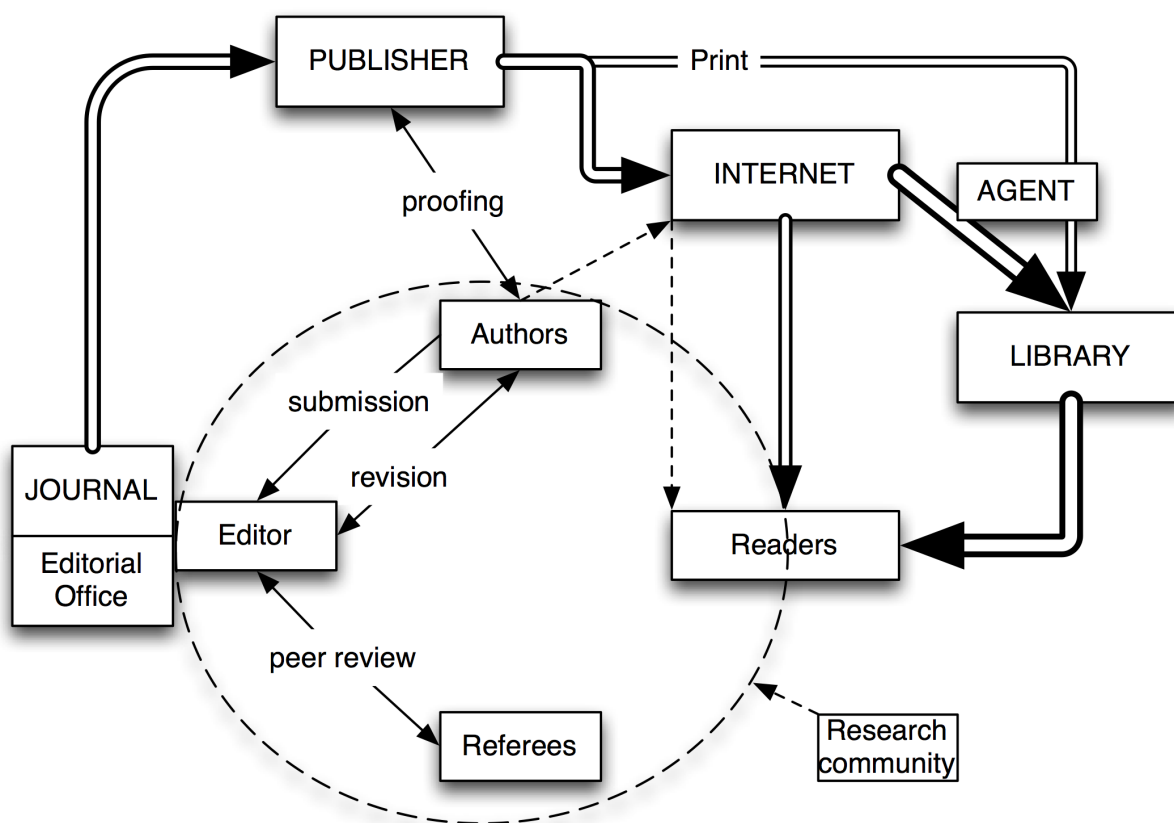 PUBLISHER
Print
INTERNET
AGENT
proofing
Authors
LIBRARY
submission
revision
JOURNAL
Editor
Readers
Editorial
Office
peer review
Referees
Research
community